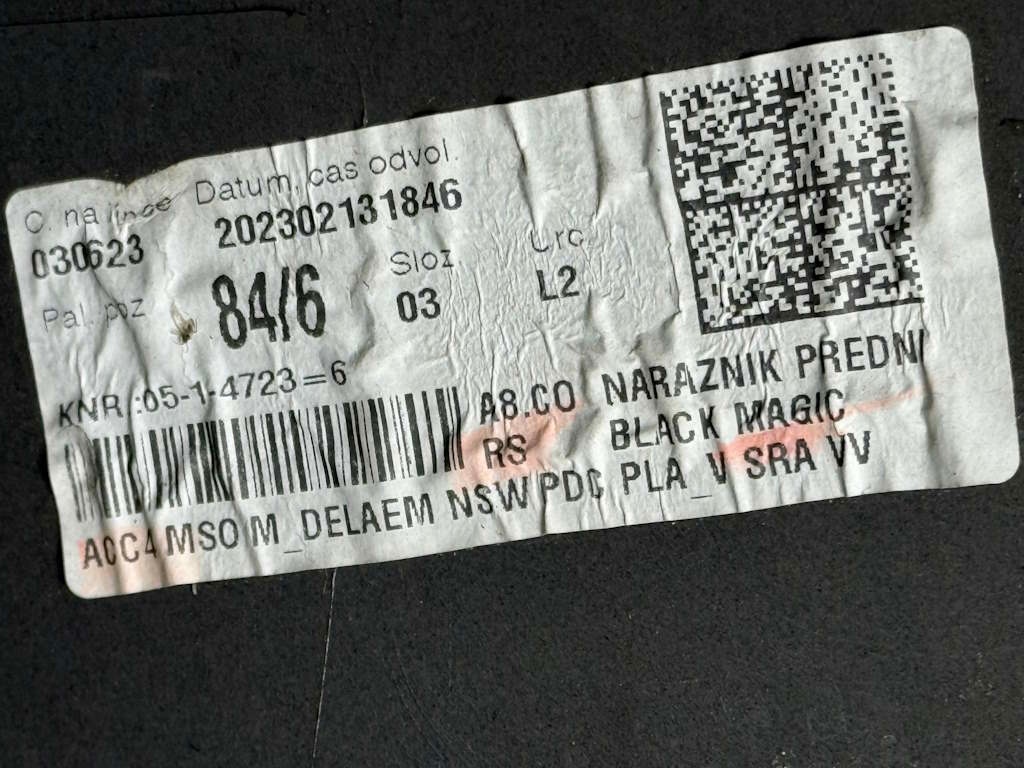 C. na lince Datum, cas odvol.
030623 202302131846
Pal. poz 84/6 Sloz. 03 Urc. L2
KNR.:05-1-4723=6
A8.CO NARAZNIK PREDNI
RS BLACK MAGIC
ACC4 MSO M_DELAEM NSW PDC PLA_V SRA VV